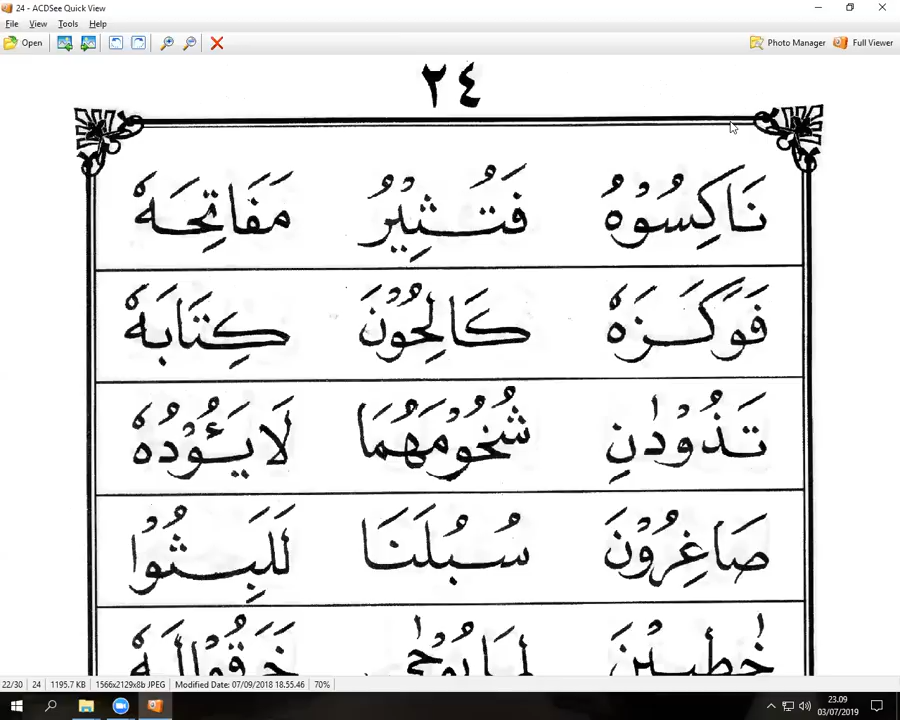 24 - ACDSee Quick View
File View Tools Help
Open Photo Manager Full Viewer
٢٤
نَاكِسُوْهُ فَتُثِيْرُ مَفَاتِحَهٗ
فَوَكَزَهٗ كَالِحُوْنَ كِتَابَهٗ
تَذُوْدٰنِ شُخُوْمَهُمَا لَايَئُوْدُهٗ
صَاغِرُوْنَ سُبُلَنَا لَلَبِثُوْا
22/30 24 1195.7 KB 1566x2129x8b JPEG Modified Date: 07/09/2018 18.55.46 70%
23.09
03/07/2019